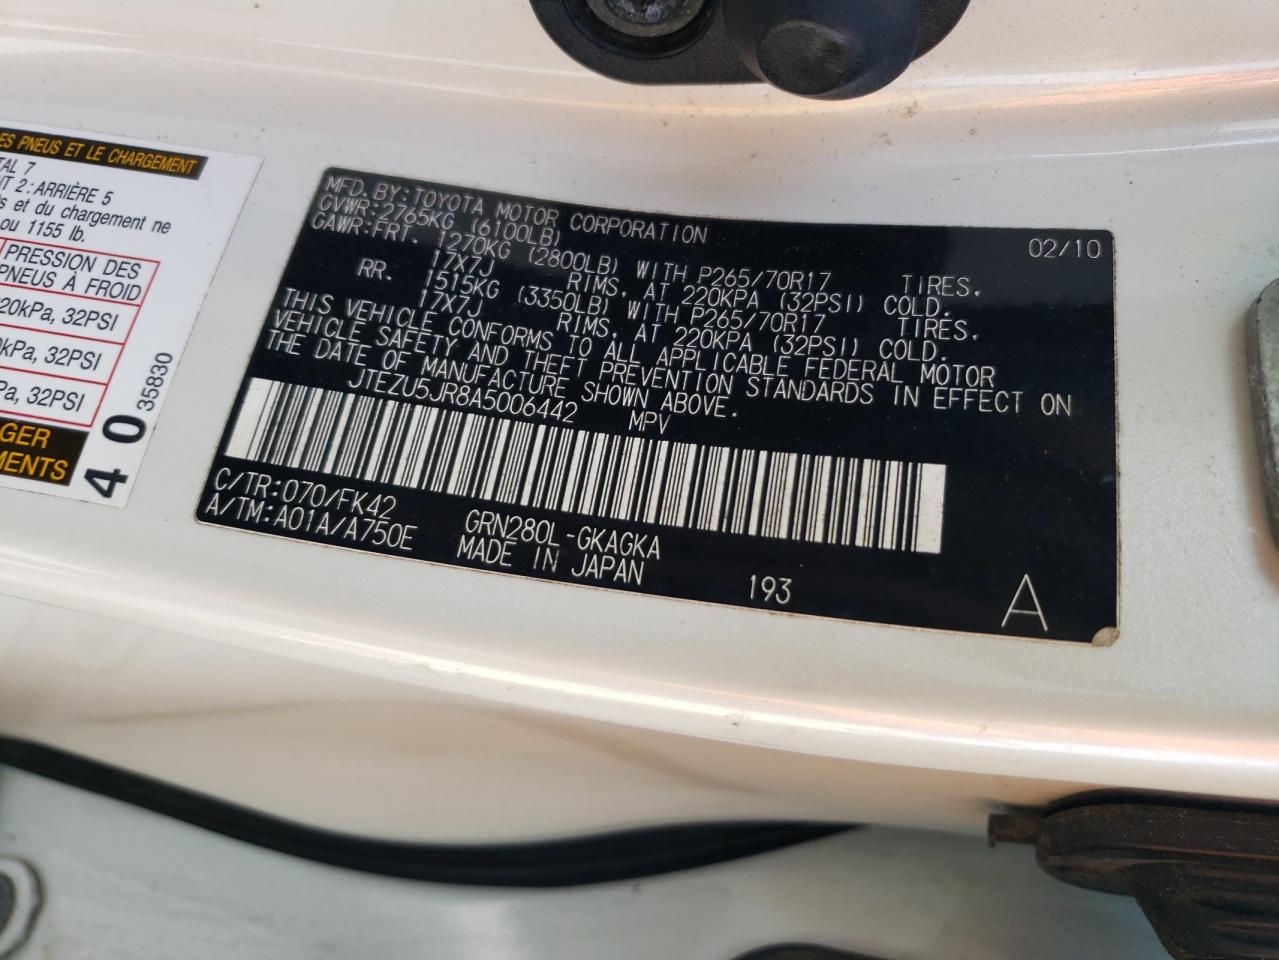 ES PNEUS ET LE CHARGEMENT
TAL 7
IT 2 : ARRIÈRE 5
s et du chargement ne
ou 1155 lb.
PRESSION DES
PNEUS À FROID
20kPa, 32PSI
0kPa, 32PSI
Pa, 32PSI
GER
MENTS
40
35830
MFD. BY: TOYOTA MOTOR CORPORATION 02/10
GVWR: 2765KG (6100LB)
GAWR: FRT. 1270KG (2800LB) WITH P265/70R17 TIRES,
17X7J RIMS, AT 220KPA (32PSI) COLD.
RR. 1515KG (3350LB) WITH P265/70R17 TIRES,
17X7J RIMS, AT 220KPA (32PSI) COLD.
THIS VEHICLE CONFORMS TO ALL APPLICABLE FEDERAL MOTOR
VEHICLE SAFETY AND THEFT PREVENTION STANDARDS IN EFFECT ON
THE DATE OF MANUFACTURE SHOWN ABOVE.
JTEZU5JR8A5006442 MPV
C/TR: 070/FK42 GRN280L-GKAGKA
A/TM: A01A/A750E MADE IN JAPAN 193 A